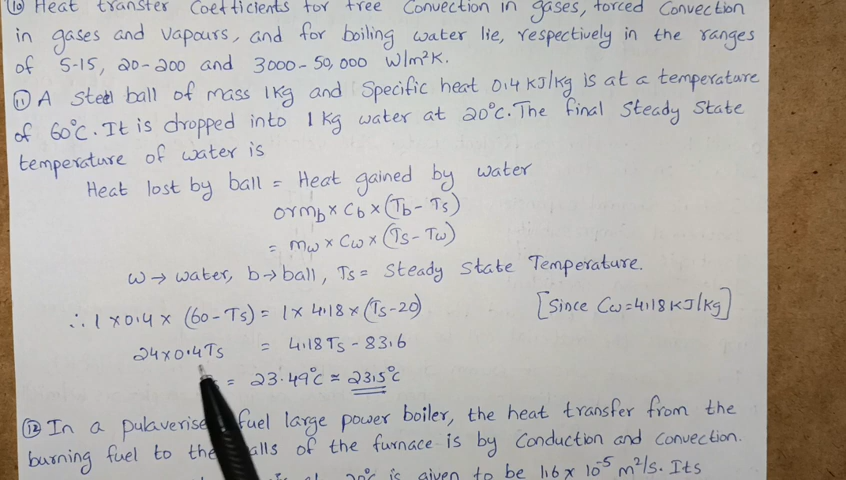 ⑩ Heat transfer Coefficients for free Convection in gases, forced Convection
in gases and vapours, and for boiling water lie, respectively in the ranges
of 5-15, 20-200 and 3000-50,000 W/m²K.
⑪ A Steel ball of mass 1kg and Specific heat 0.4 KJ/kg is at a temperature
of 60°C. It is dropped into 1 Kg water at 20°C. The final Steady State
temperature of water is
Heat lost by ball = Heat gained by water
or mb × Cb × (Tb - Ts)
= mw × Cw × (Ts - Tw)
w → water, b → ball, Ts = Steady State Temperature.
∴ 1 × 0.4 × (60 - Ts) = 1 × 4.18 × (Ts - 20) [Since Cw = 4.18 KJ/kg]
24 × 0.4 Ts = 4.18 Ts - 83.6
= 23.49°C ≈ 23.5°C
⑫ In a pulaverise fuel large power boiler, the heat transfer from the
burning fuel to the walls of the furnace is by Conduction and Convection.
20°C is given to be 1.6 × 10⁻⁵ m²/s. Its